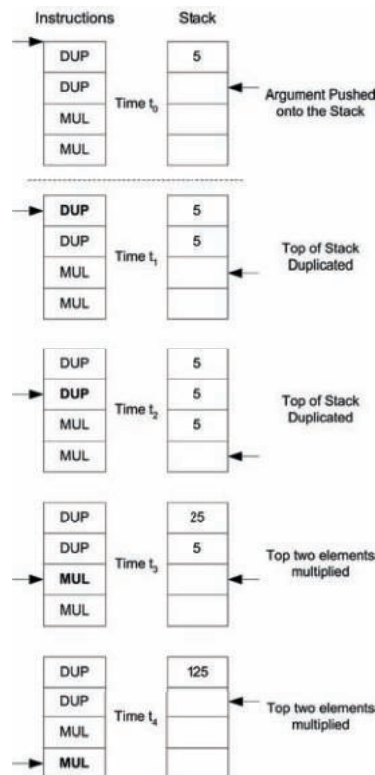 Instructions Stack
DUP 5
DUP
MUL
MUL
Time t0
Argument Pushed
onto the Stack
DUP 5
DUP 5
MUL
MUL
Time t1
Top of Stack
Duplicated
DUP 5
DUP 5
MUL 5
MUL
Time t2
Top of Stack
Duplicated
DUP 25
DUP 5
MUL
MUL
Time t3
Top two elements
multiplied
DUP 125
DUP
MUL
MUL
Time t4
Top two elements
multiplied